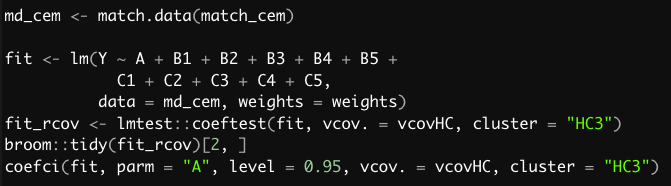 md_cem <- match.data(match_cem)
fit <- lm(Y ~ A + B1 + B2 + B3 + B4 + B5 +
C1 + C2 + C3 + C4 + C5,
data = md_cem, weights = weights)
fit_rcov <- lmtest::coeftest(fit, vcov. = vcovHC, cluster = "HC3")
broom::tidy(fit_rcov)[2, ]
coefci(fit, parm = "A", level = 0.95, vcov. = vcovHC, cluster = "HC3")